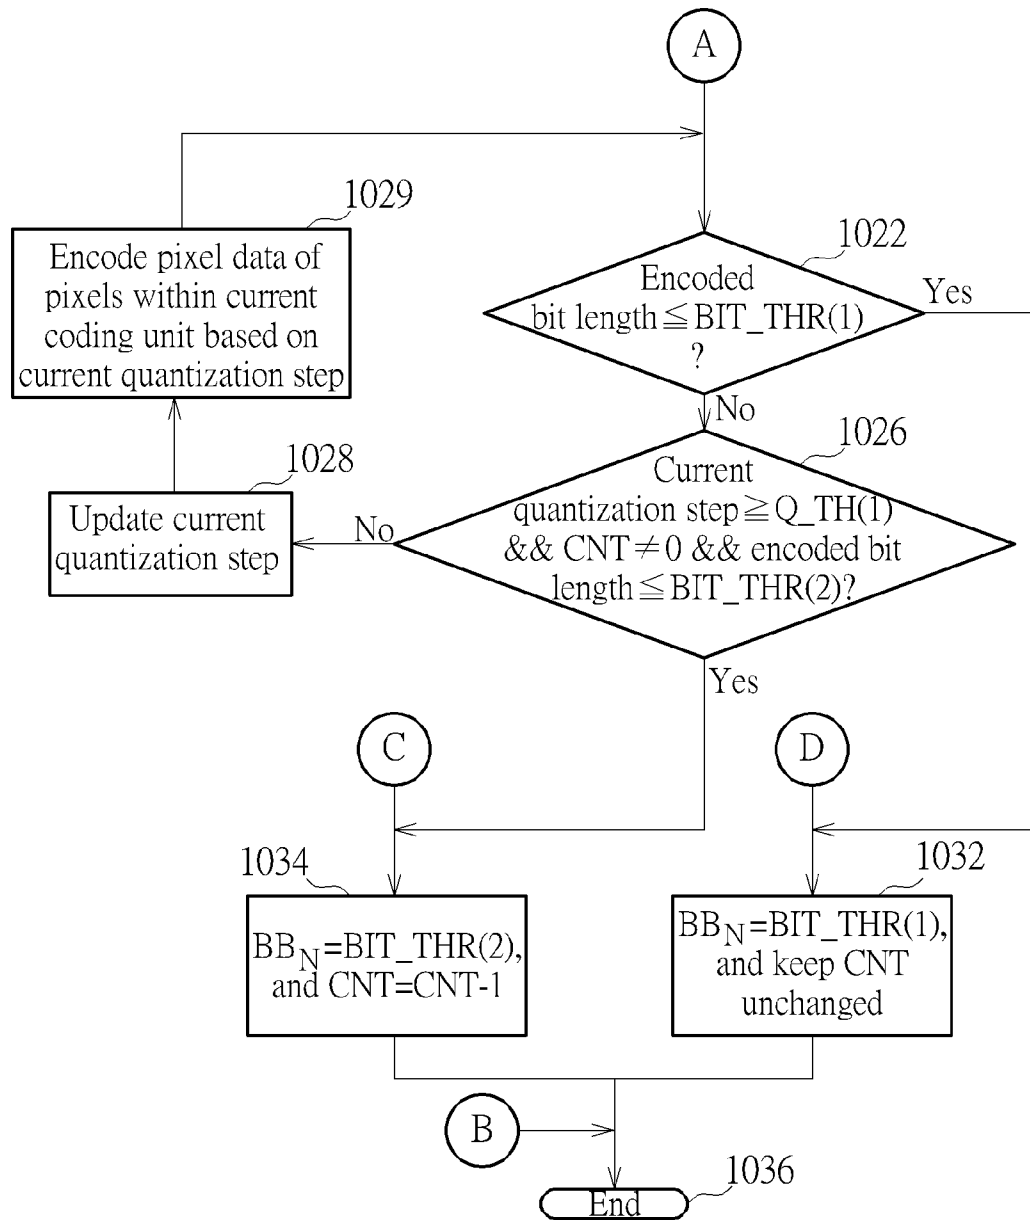 A
1029
Encode pixel data of
pixels within current
coding unit based on
current quantization step
1022
Encoded
bit length≦BIT_THR(1)
?
Yes
No
1026
Current
quantization step≧Q_TH(1)
&& CNT≠0 && encoded bit
length≦BIT_THR(2)?
No
1028
Update current
quantization step
Yes
C
D
1034
BB_N=BIT_THR(2),
and CNT=CNT-1
1032
BB_N=BIT_THR(1),
and keep CNT
unchanged
B
1036
End